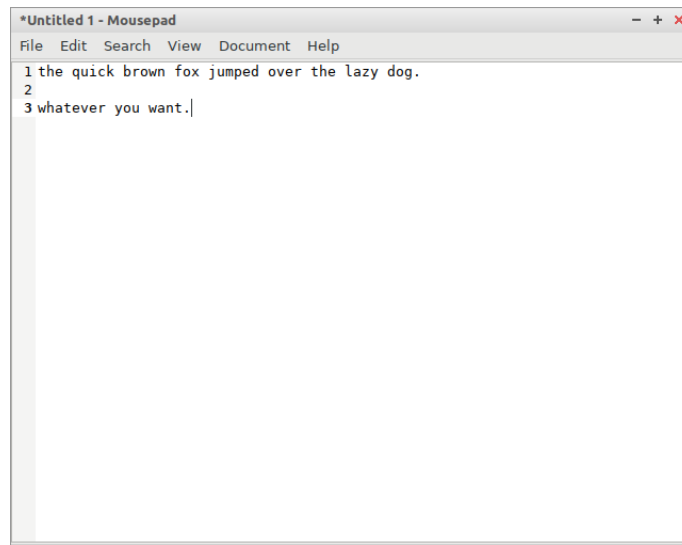 *Untitled 1 - Mousepad
File Edit Search View Document Help
1 the quick brown fox jumped over the lazy dog.
2
3 whatever you want.